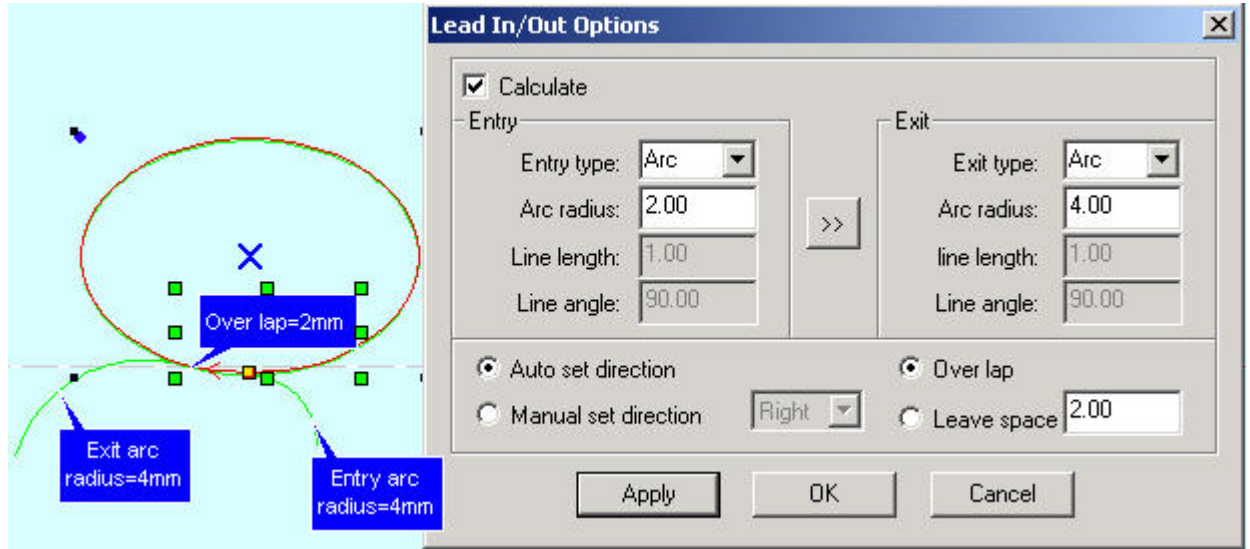 Lead In/Out Options
Calculate
Entry
Entry type: Arc
Arc radius: 2.00
Line length: 1.00
Line angle: 90.00
>>
Exit
Exit type: Arc
Arc radius: 4.00
line length: 1.00
Line angle: 90.00
Auto set direction
Manual set direction Right
Over lap
Leave space 2.00
Apply OK Cancel
Over lap=2mm
Exit arc
radius=4mm
Entry arc
radius=4mm